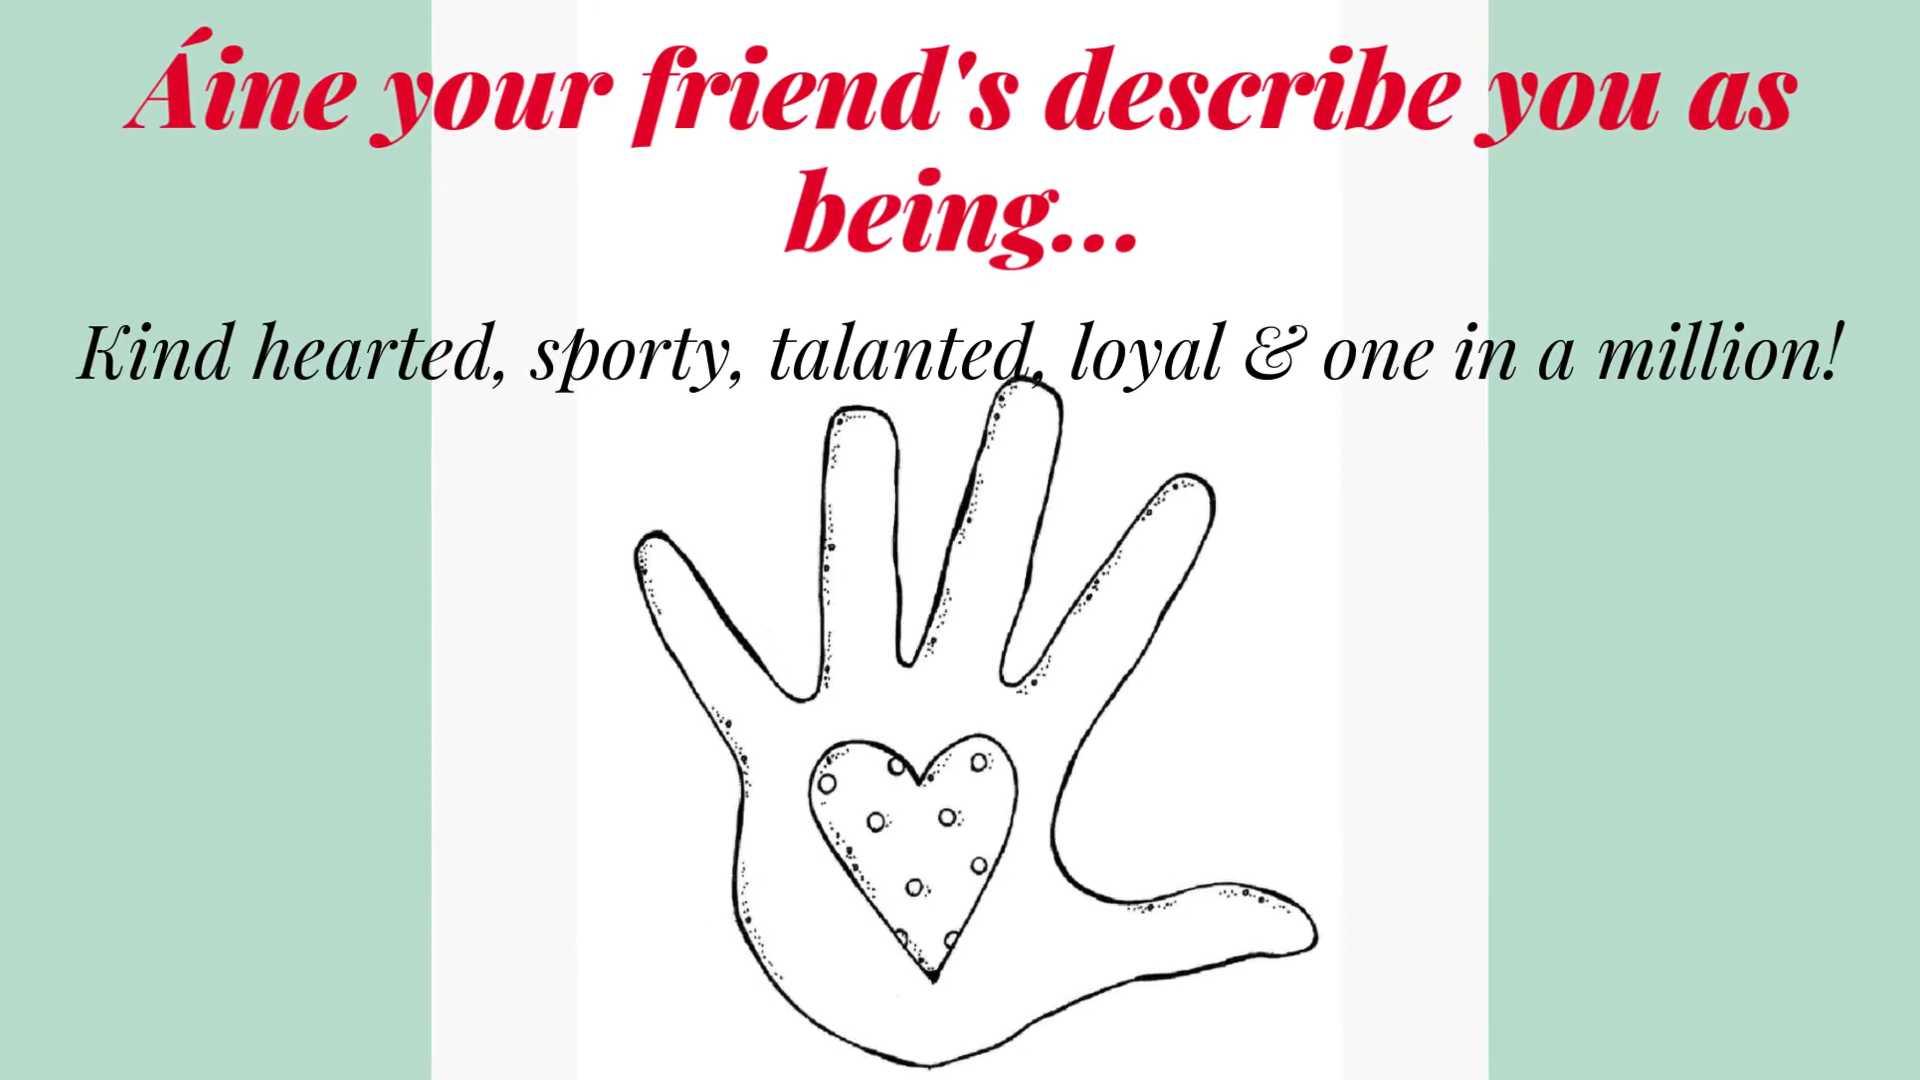 Áine your friend's describe you as
being...
Kind hearted, sporty, talanted, loyal & one in a million!